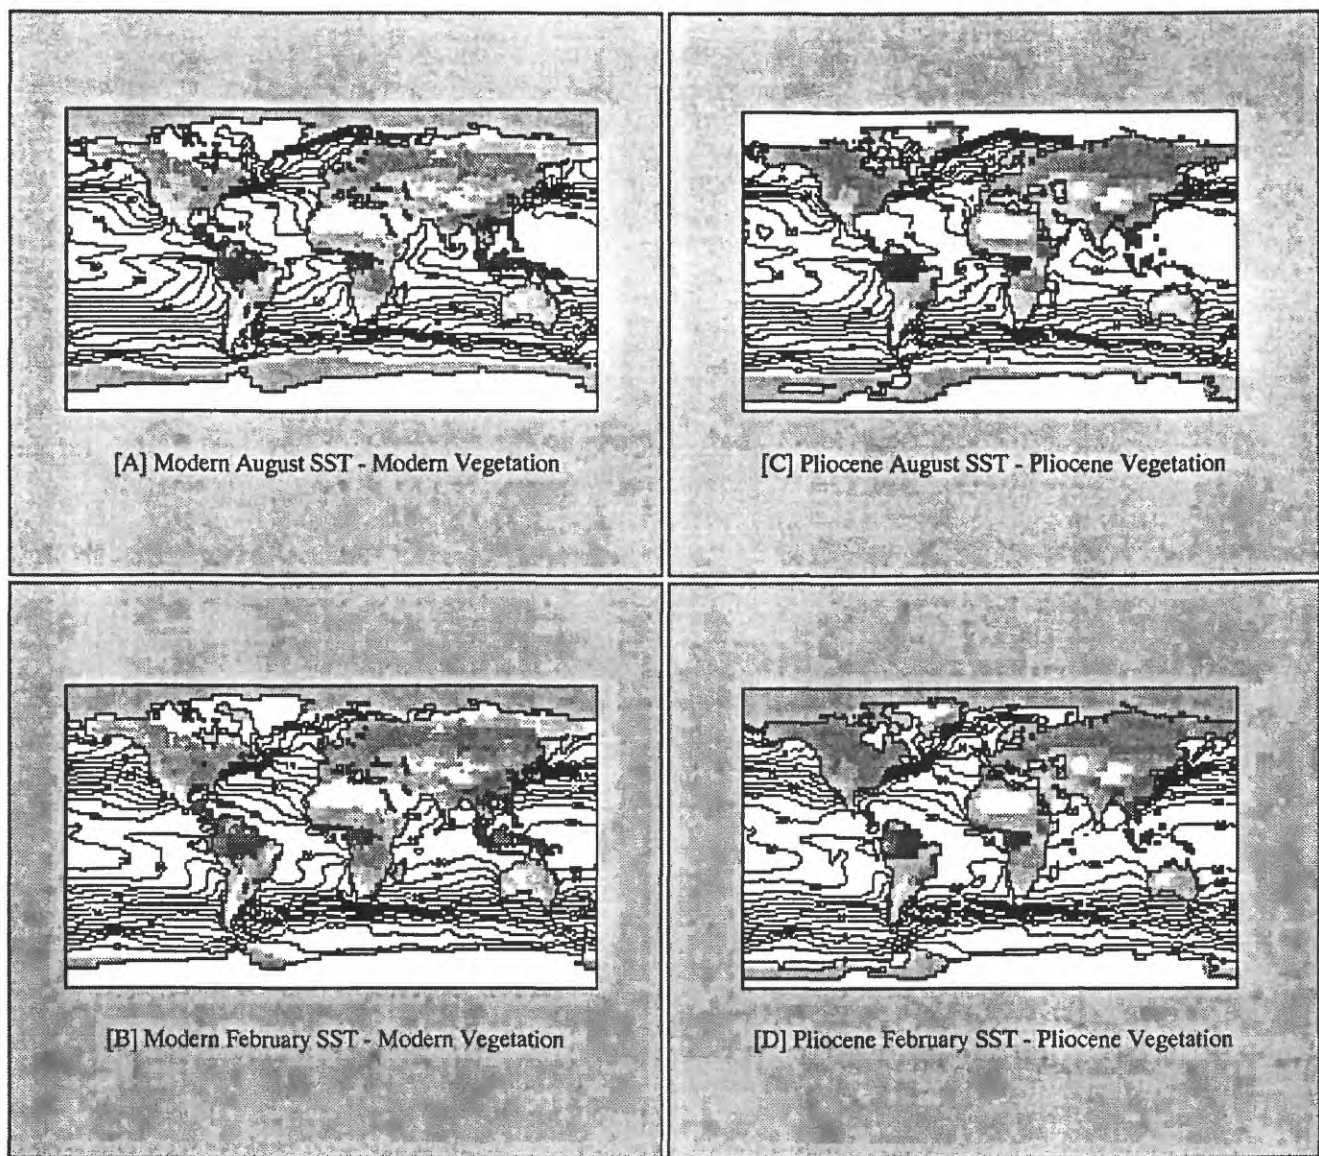 [A] Modern August SST - Modern Vegetation
[C] Pliocene August SST - Pliocene Vegetation
[B] Modern February SST - Modern Vegetation
[D] Pliocene February SST - Pliocene Vegetation